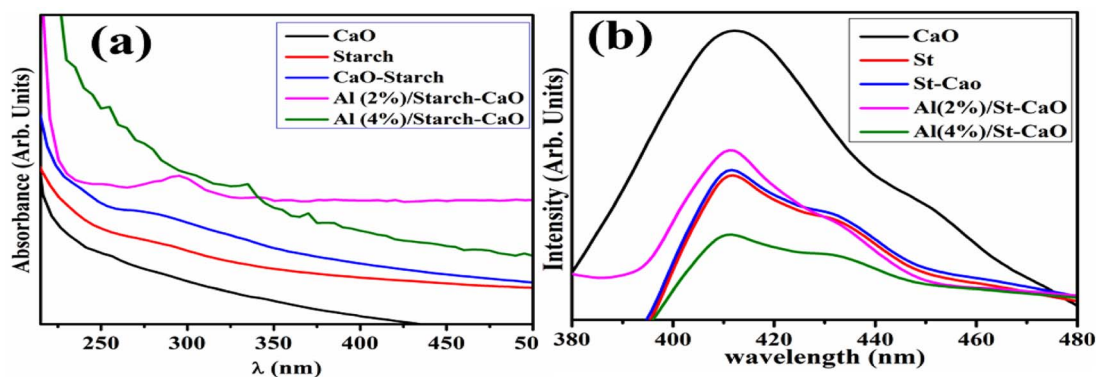 (a)
CaO
Starch
CaO-Starch
Al (2%)/Starch-CaO
Al (4%)/Starch-CaO
Absorbance (Arb. Units)
250 300 350 400 450 50
λ (nm)
(b)
CaO
St
St-Cao
Al(2%)/St-CaO
Al(4%)/St-CaO
Intensity (Arb. Units)
380 400 420 440 460 480
wavelength (nm)